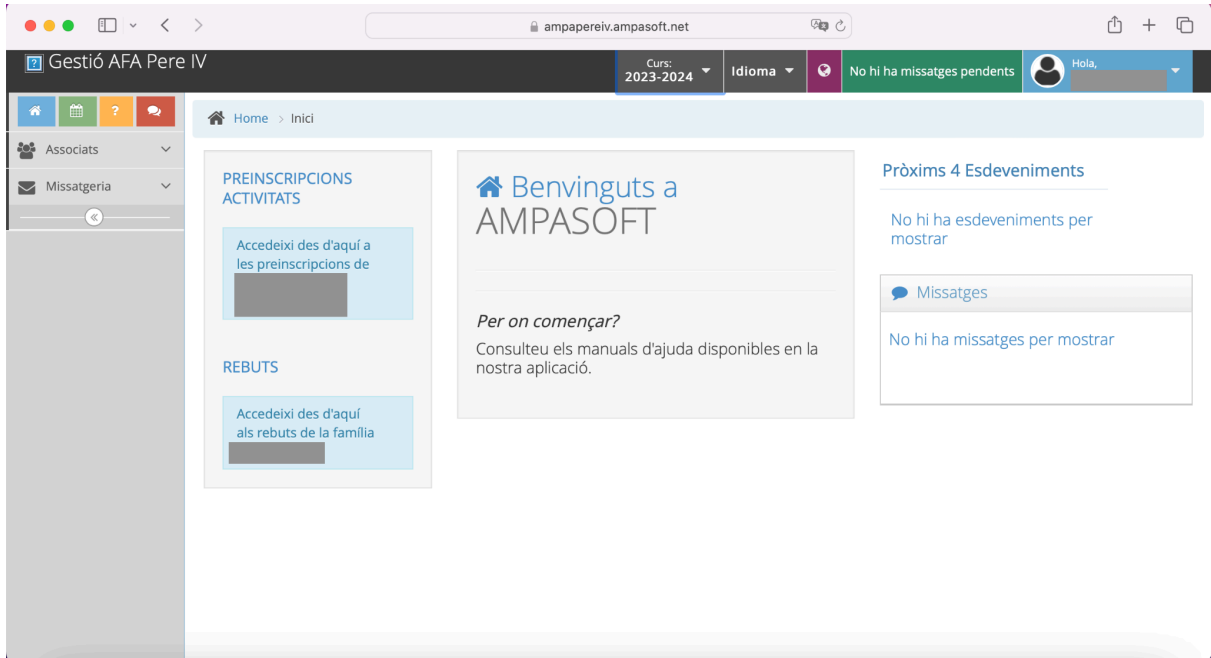 ampapereiv.ampasoft.net
Gestió AFA Pere IV
Curs:
2023-2024
Idioma
No hi ha missatges pendents
Hola,
Home > Inici
Associats
Missatgeria
PREINSCRIPCIONS
ACTIVITATS
Accedeixi des d'aquí a
les preinscripcions de
REBUTS
Accedeixi des d'aquí
als rebuts de la família
Benvinguts a
AMPASOFT
Per on començar?
Consulteu els manuals d'ajuda disponibles en la
nostra aplicació.
Pròxims 4 Esdeveniments
No hi ha esdeveniments per
mostrar
Missatges
No hi ha missatges per mostrar